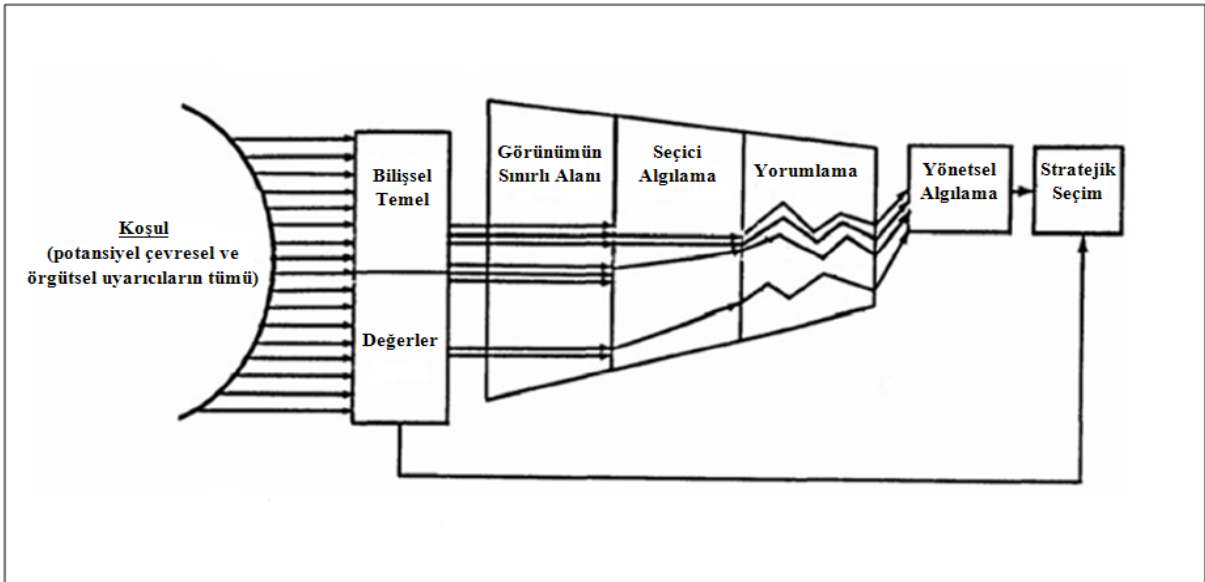 Koşul
(potansiyel çevresel ve
örgütsel uyarıcıların tümü)
Bilişsel
Temel
Değerler
Görünümün
Sınırlı Alanı
Seçici
Algılama
Yorumlama
Yönetsel
Algılama
Stratejik
Seçim